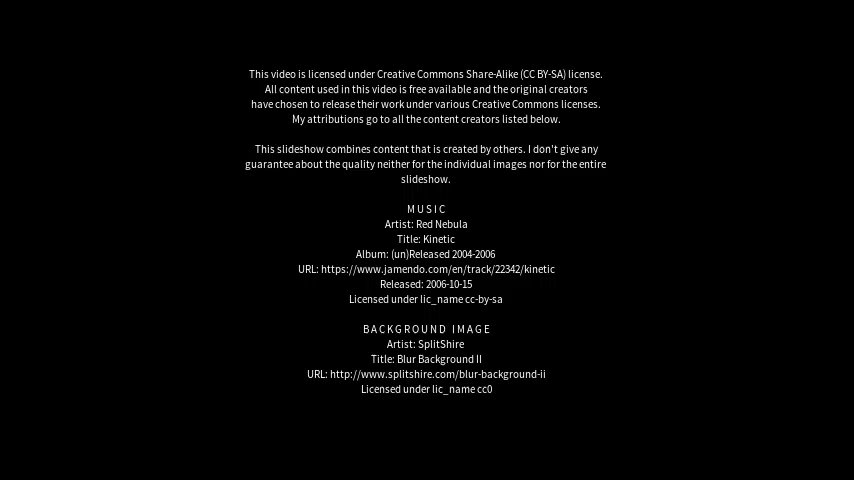 This video is licensed under Creative Commons Share-Alike (CC BY-SA) license.
All content used in this video is free available and the original creators
have chosen to release their work under various Creative Commons licenses.
My attributions go to all the content creators listed below.
This slideshow combines content that is created by others. I don't give any
guarantee about the quality neither for the individual images nor for the entire
slideshow.
MUSIC
Artist: Red Nebula
Title: Kinetic
Album: (un)Released 2004-2006
URL: https://www.jamendo.com/en/track/22342/kinetic
Released: 2006-10-15
Licensed under lic_name cc-by-sa
BACKGROUND IMAGE
Artist: SplitShire
Title: Blur Background II
URL: http://www.splitshire.com/blur-background-ii
Licensed under lic_name cc0